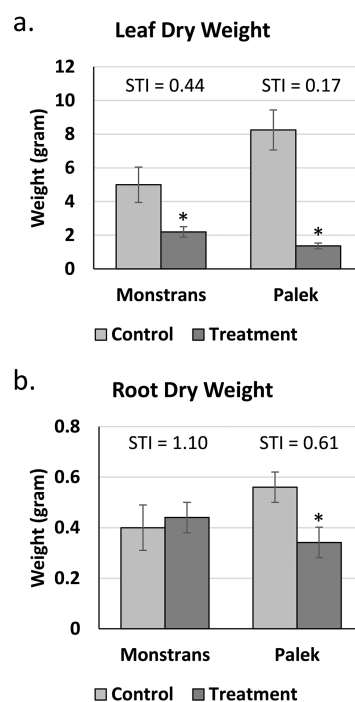 a.
Leaf Dry Weight
12
10
8
6
4
2
0
Weight (gram)
STI = 0.44 STI = 0.17
*
*
Monstrans Palek
Control Treatment
b.
Root Dry Weight
0.8
0.6
0.4
0.2
0
Weight (gram)
STI = 1.10 STI = 0.61
*
Monstrans Palek
Control Treatment